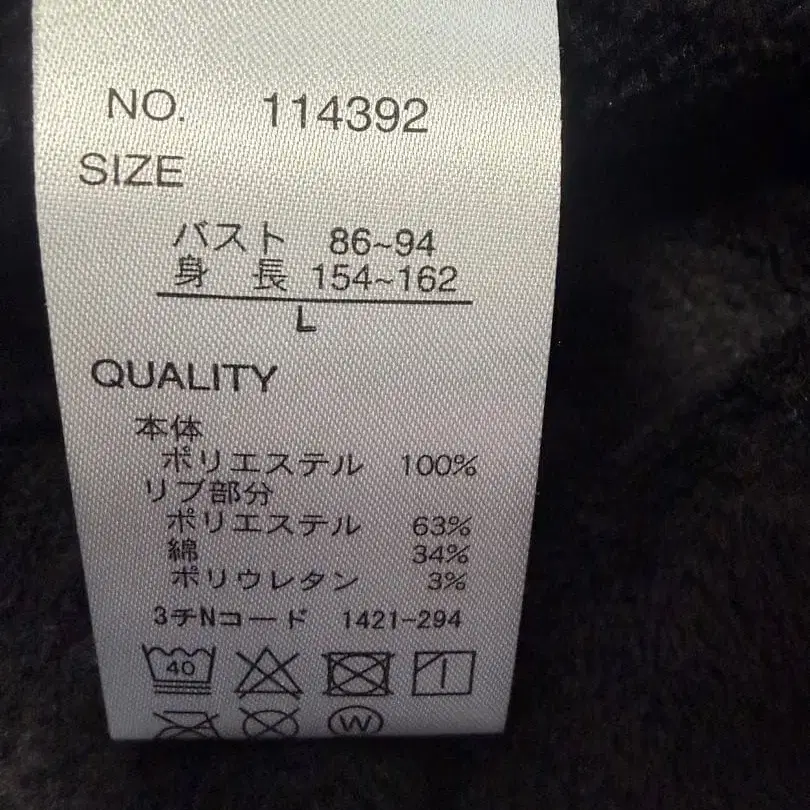 NO. 114392
SIZE
バスト 86~94
身長 154~162
L
QUALITY
本体
ポリエステル 100%
リブ部分
ポリエステル 63%
綿 34%
ポリウレタン 3%
3チNコード 1421-294
40
W